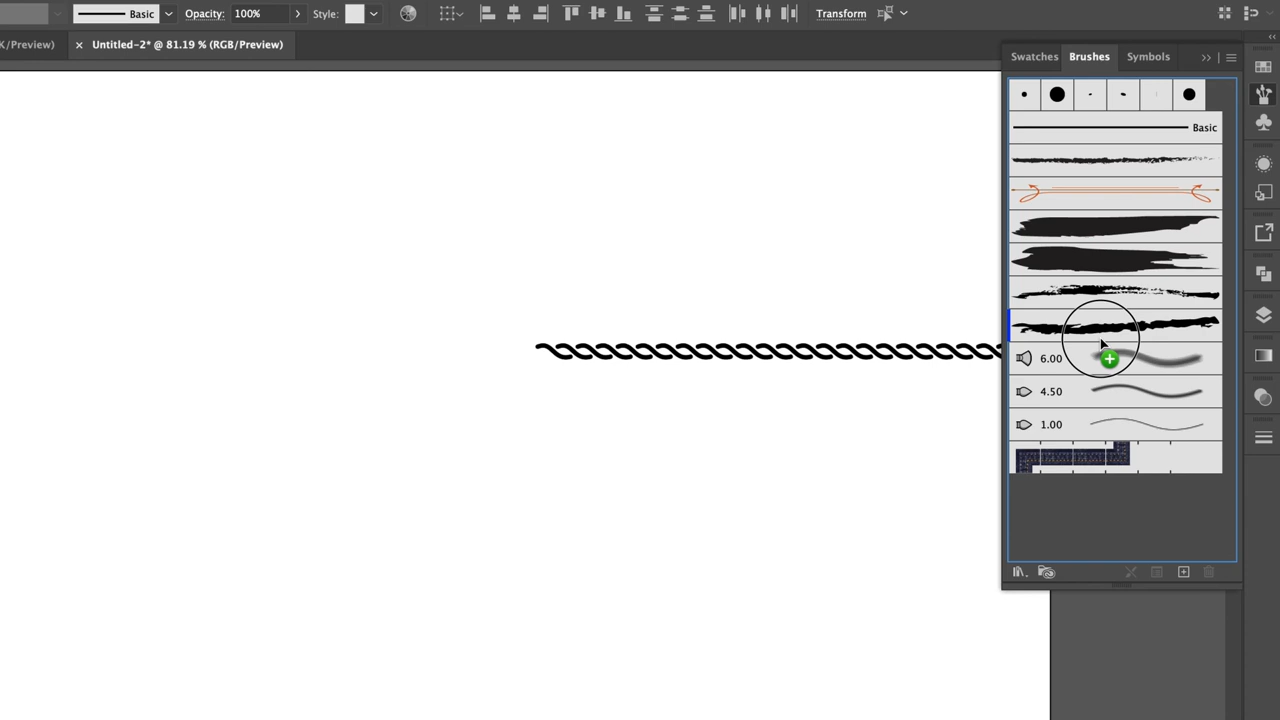 Basic Opacity: 100% Style: Transform
K/Preview) × Untitled-2* @ 81.19 % (RGB/Preview)
Swatches Brushes Symbols
Basic
6.00
4.50
1.00